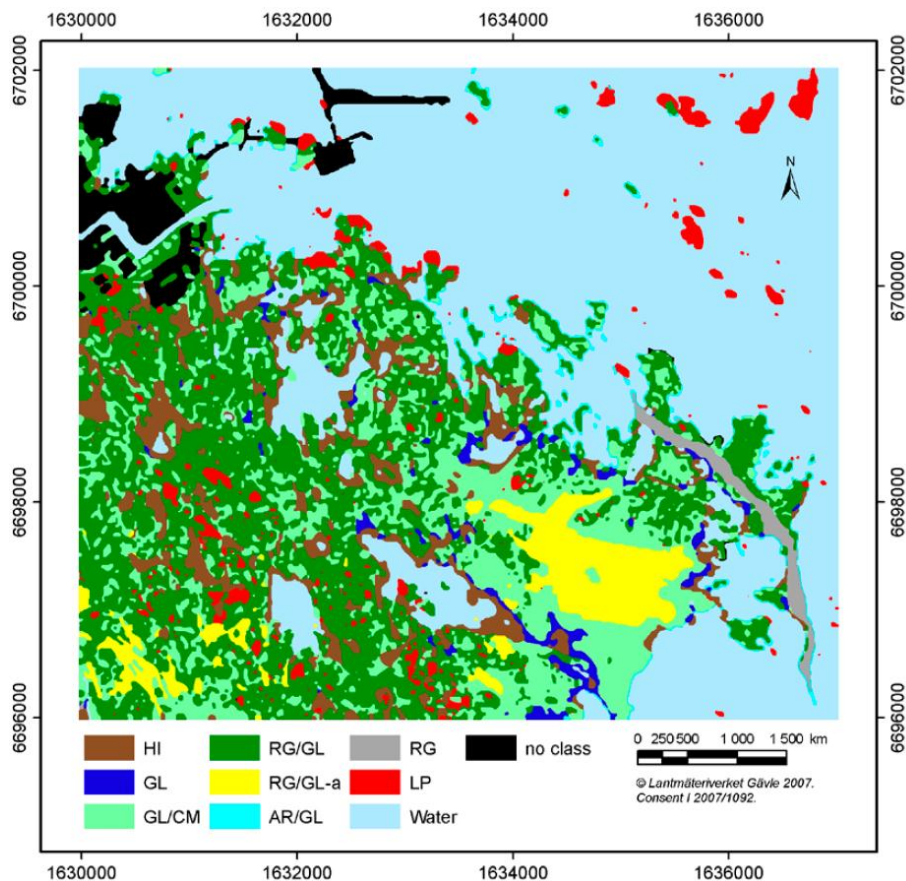 1630000 1632000 1634000 1636000
6702000 6702000
N
6700000 6700000
6698000 6698000
6696000 6696000
HI RG/GL RG no class
GL RG/GL-a LP
GL/CM AR/GL Water
0 250 500 1 000 1 500 km
© Lantmäteriverket Gävle 2007.
Consent I 2007/1092.
1630000 1632000 1634000 1636000